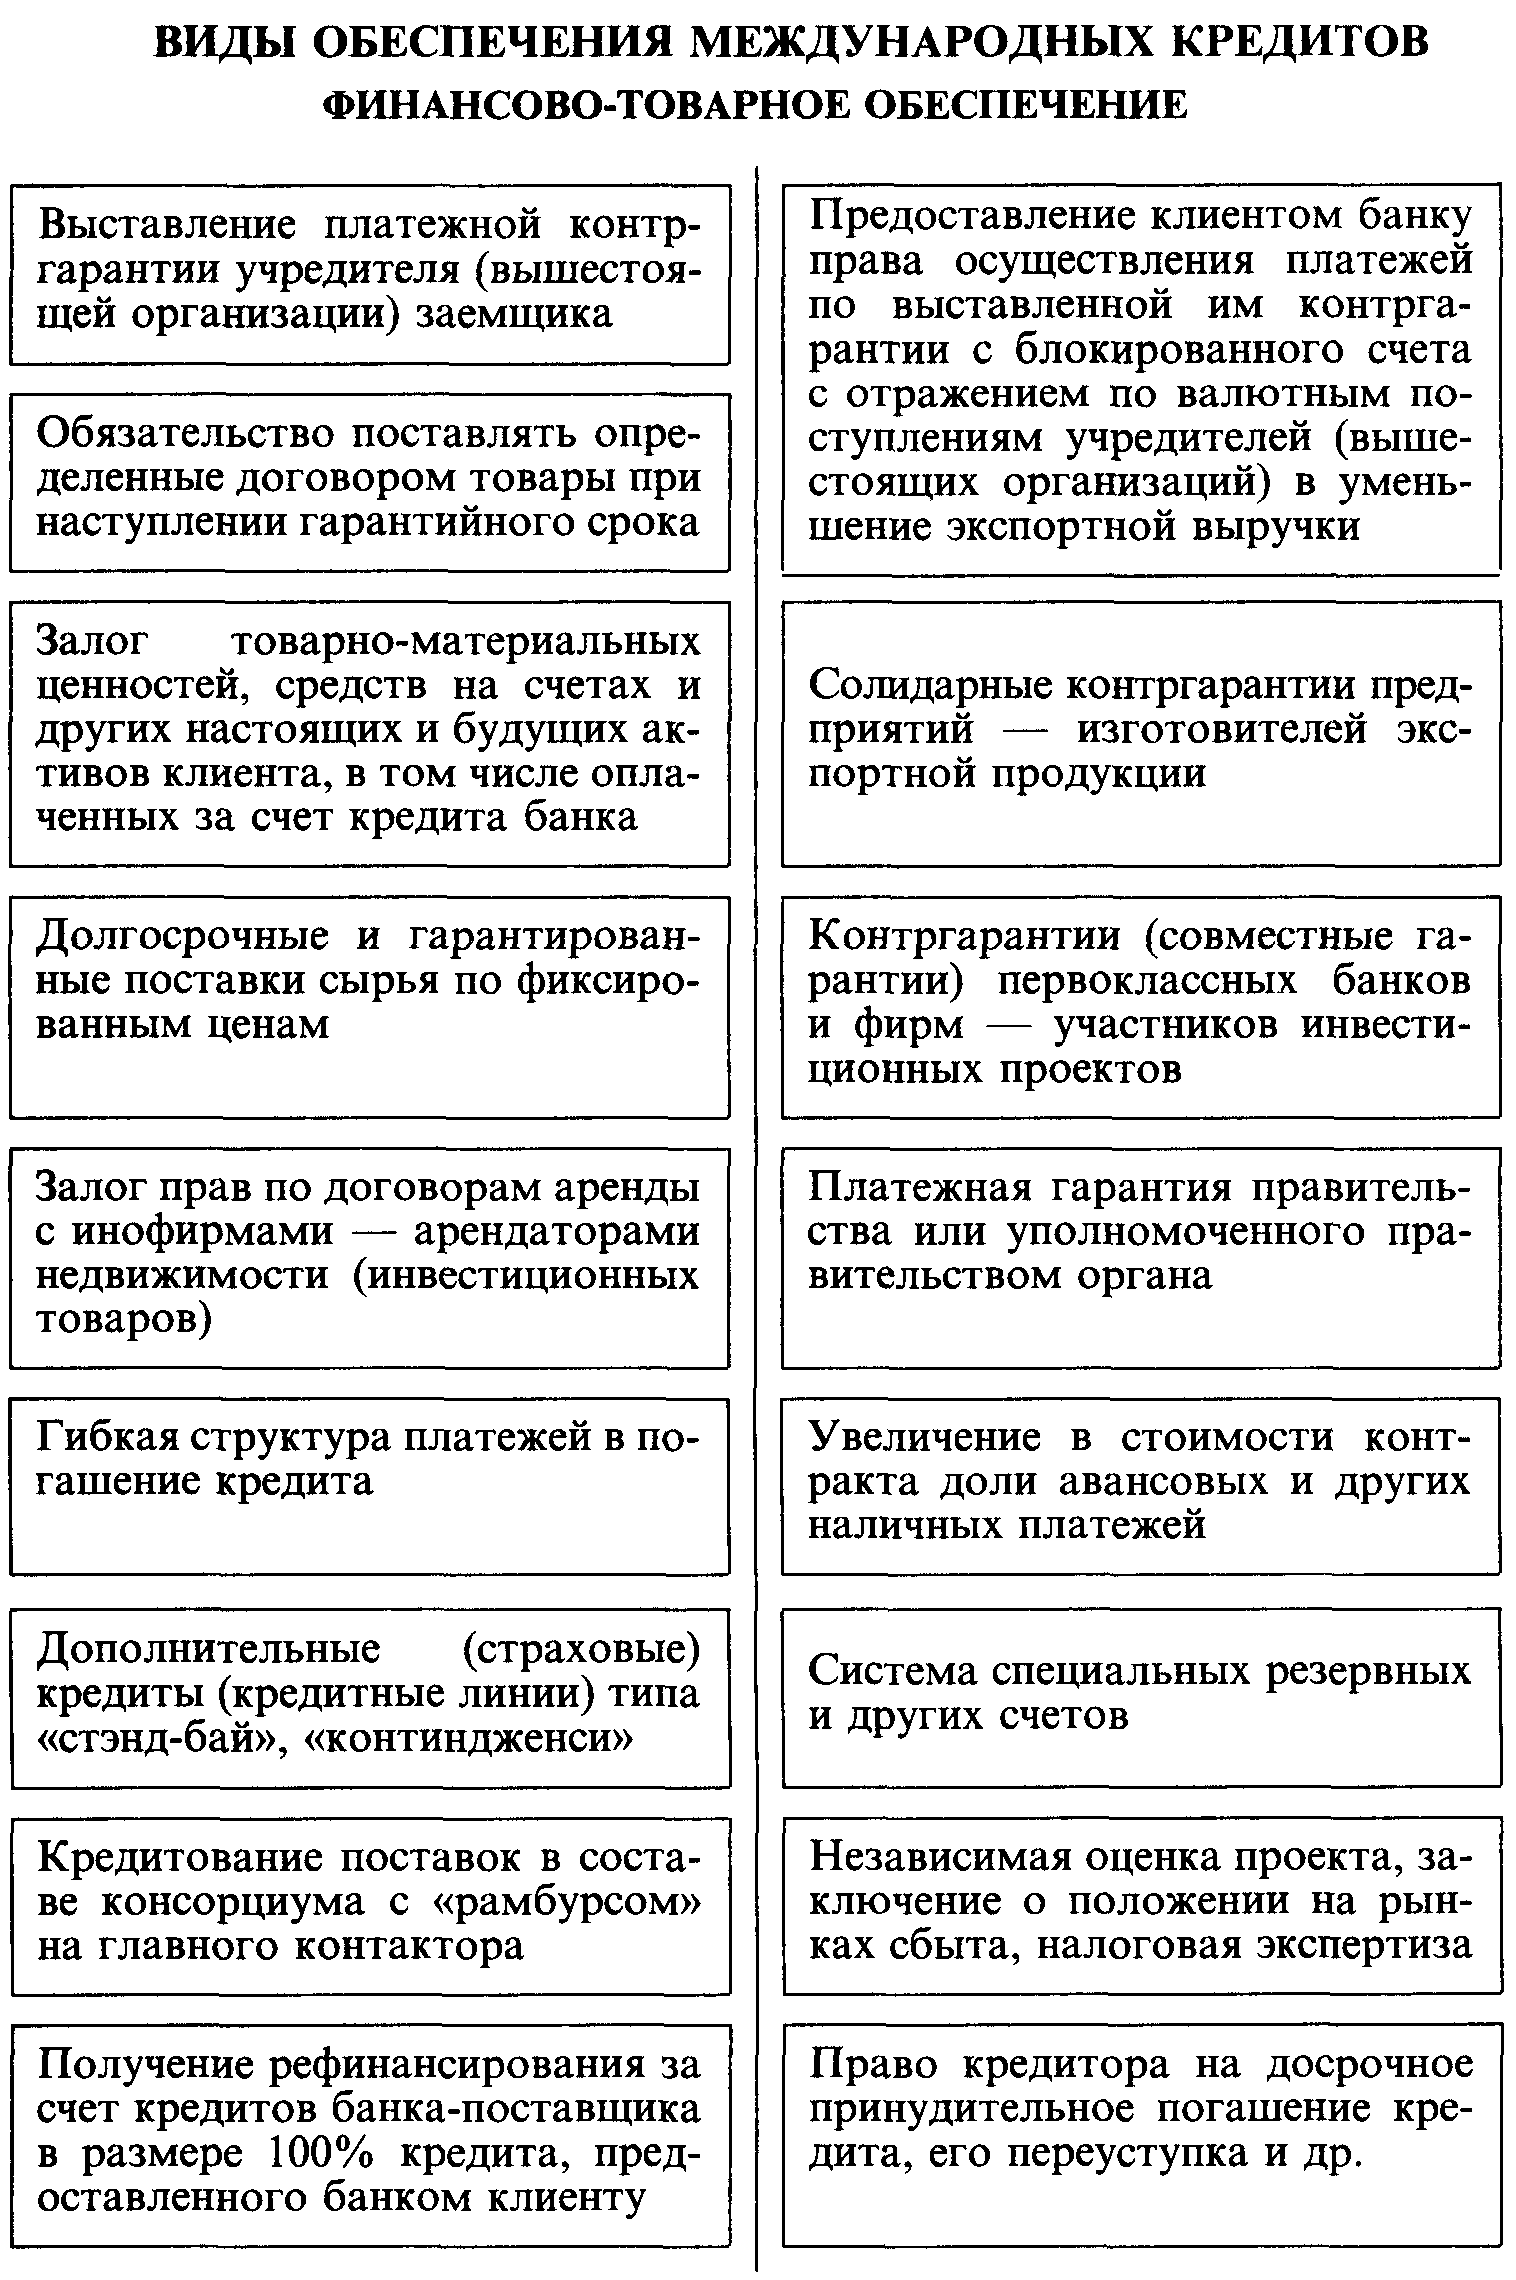 ВИДЫ ОБЕСПЕЧЕНИЯ МЕЖДУНАРОДНЫХ КРЕДИТОВ
ФИНАНСОВО-ТОВАРНОЕ ОБЕСПЕЧЕНИЕ
Выставление платежной контр-
гарантии учредителя (вышестоя-
щей организации) заемщика
Обязательство поставлять опре-
деленные договором товары при
наступлении гарантийного срока
Залог товарно-материальных
ценностей, средств на счетах и
других настоящих и будущих ак-
тивов клиента, в том числе опла-
ченных за счет кредита банка
Долгосрочные и гарантирован-
ные поставки сырья по фиксиро-
ванным ценам
Залог прав по договорам аренды
с инофирмами — арендаторами
недвижимости (инвестиционных
товаров)
Гибкая структура платежей в по-
гашение кредита
Дополнительные (страховые)
кредиты (кредитные линии) типа
«стэнд-бай», «континдженси»
Кредитование поставок в соста-
ве консорциума с «рамбурсом»
на главного контактора
Получение рефинансирования за
счет кредитов банка-поставщика
в размере 100% кредита, пред-
оставленного банком клиенту
Предоставление клиентом банку
права осуществления платежей
по выставленной им контрга-
рантии с блокированного счета
с отражением по валютным по-
ступлениям учредителей (выше-
стоящих организаций) в умень-
шение экспортной выручки
Солидарные контргарантии пред-
приятий — изготовителей экс-
портной продукции
Контргарантии (совместные га-
рантии) первоклассных банков
и фирм — участников инвести-
ционных проектов
Платежная гарантия правитель-
ства или уполномоченного пра-
вительством органа
Увеличение в стоимости конт-
ракта доли авансовых и других
наличных платежей
Система специальных резервных
и других счетов
Независимая оценка проекта, за-
ключение о положении на рын-
ках сбыта, налоговая экспертиза
Право кредитора на досрочное
принудительное погашение кре-
дита, его переуступка и др.